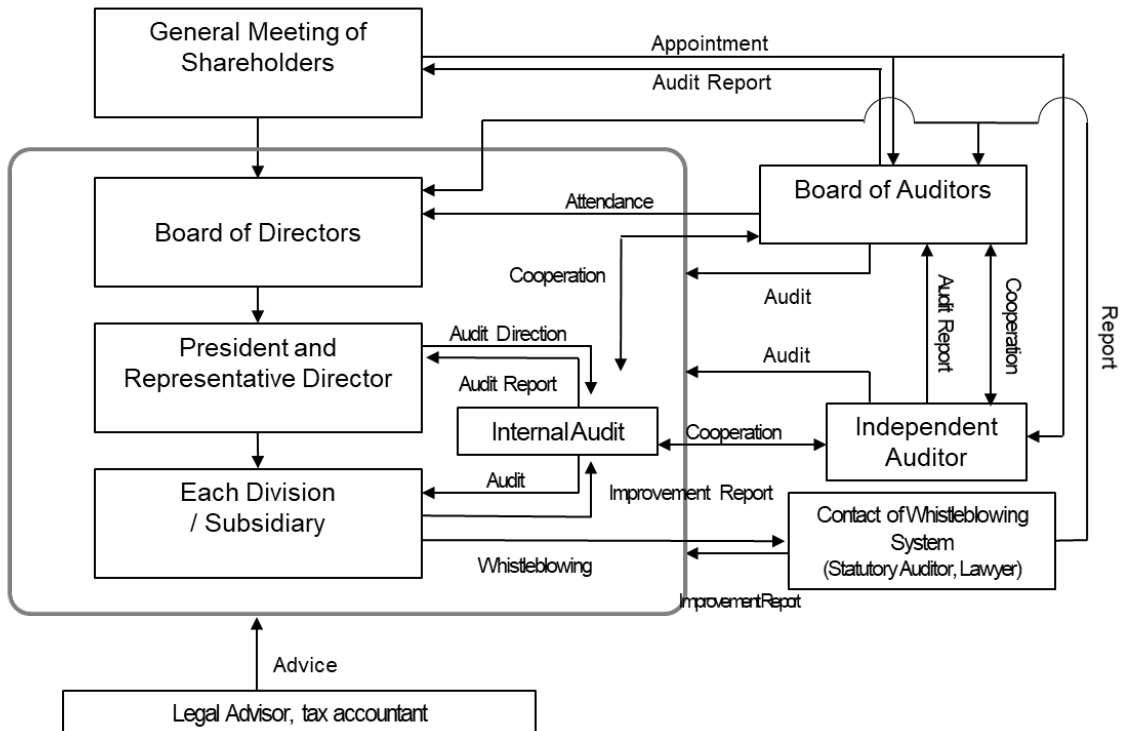 General Meeting of
Shareholders
Appointment
Audit Report
Board of Auditors
Board of Directors
Attendance
Cooperation
Audit
Audit Report
Cooperation
Report
President and
Representative Director
Audit Direction
Audit Report
Audit
Internal Audit
Cooperation
Independent
Auditor
Each Division
/ Subsidiary
Audit
Improvement Report
Whistleblowing
Contact of Whistleblowing
System
(Statutory Auditor, Lawyer)
Improvement Report
Advice
Legal Advisor, tax accountant